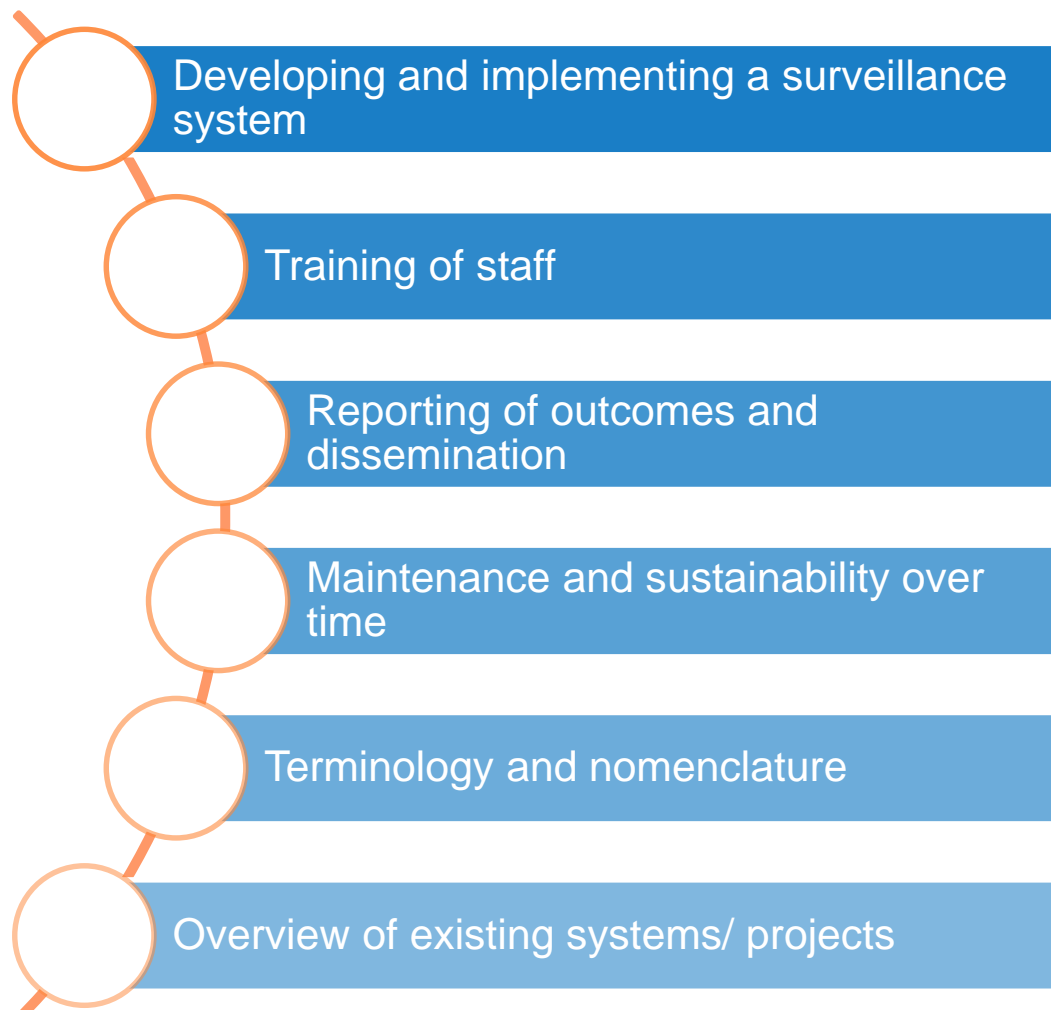 Developing and implementing a surveillance
system
Training of staff
Reporting of outcomes and
dissemination
Maintenance and sustainability over
time
Terminology and nomenclature
Overview of existing systems/ projects